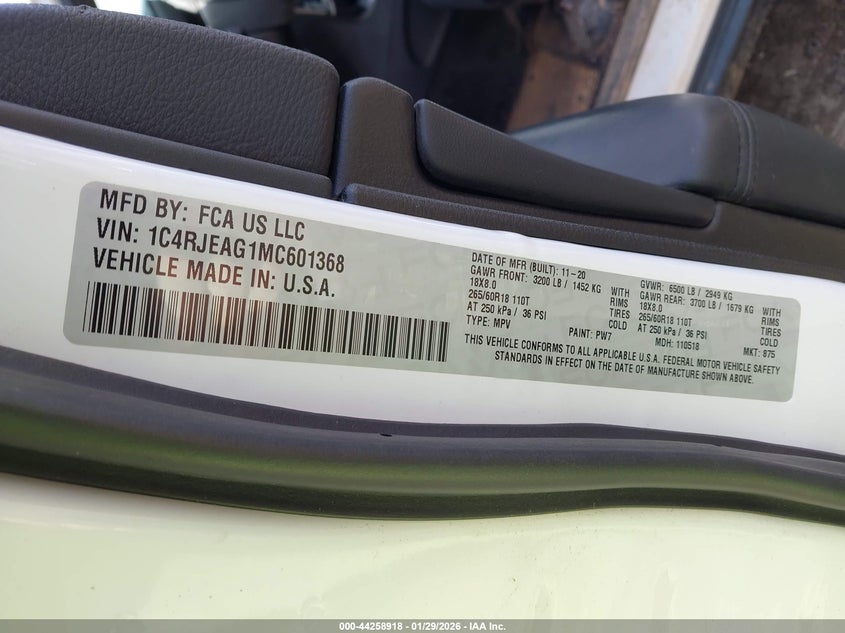 MFD BY: FCA US LLC
VIN: 1C4RJEAG1MC601368
VEHICLE MADE IN: U.S.A.
DATE OF MFR (BUILT): 11-20
GAWR FRONT: 3200 LB / 1452 KG WITH
18X8.0 RIMS
265/60R18 110T TIRES
AT 250 kPa / 36 PSI COLD
TYPE: MPV PAINT: PW7
GVWR: 6500 LB / 2949 KG
GAWR REAR: 3700 LB / 1679 KG WITH
18X8.0 RIMS
265/60R18 110T TIRES
AT 250 kPa / 36 PSI COLD
MDH: 110518 MKT: 875
THIS VEHICLE CONFORMS TO ALL APPLICABLE U.S.A. FEDERAL MOTOR VEHICLE SAFETY
STANDARDS IN EFFECT ON THE DATE OF MANUFACTURE SHOWN ABOVE.
000-44258918 | 01/29/2026 - IAA Inc.